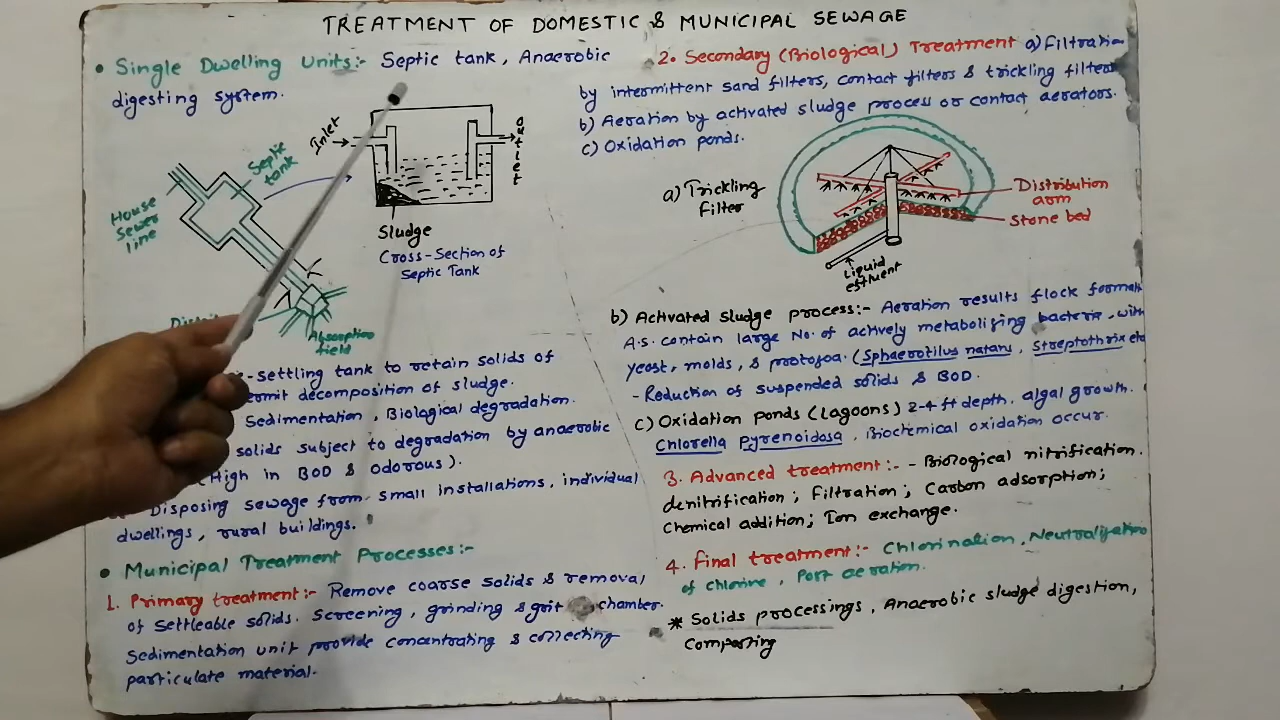 TREATMENT OF DOMESTIC & MUNICIPAL SEWAGE
• Single Dwelling Units:- Septic tank, Anaerobic
digesting system.
Inlet
outlet
Septic tank
House Sewer line
Sludge
Cross-Section of
Septic Tank
Absorption
field
-settling tank to retain solids of
decomposition of sludge.
Sedimentation. Biological degradation.
solids subject to degradation by anaerobic
(High in BOD & odorous).
Disposing sewage from small installations, individual
dwellings, rural buildings.
• Municipal Treatment Processes:-
1. Primary treatment:- Remove coarse solids & removal
of settleable solids. Screening, grinding & grit chamber.
Sedimentation unit provide concentrating & collecting
particulate material.
2. Secondary (Biological) Treatment a) Filtration
by intermittent sand filters, contact filters & trickling filters
b) Aeration by activated sludge process or contact aerators.
c) Oxidation ponds.
a) Trickling
Filter
Distribution
arm
Stone bed
Liquid
effluent
b) Activated sludge process:- Aeration results flock format
A.S. contain large No. of actively metabolizing bacteria, with
yeast, molds, & protozoa. (Sphaerotilus natans, Streptothrix etc
- Reduction of suspended solids & BOD.
c) Oxidation ponds (lagoons) 2-4 ft depth, algal growth.
Chlorella pyrenoidosa, Biochemical oxidation occur.
3. Advanced treatment:- - Biological nitrification.
denitrification; Filtration; Carbon adsorption;
Chemical addition; Ion exchange.
4. Final treatment:- Chlorination, Neutralization
of chlorine, Post aeration.
* Solids processings, Anaerobic sludge digestion,
Composting